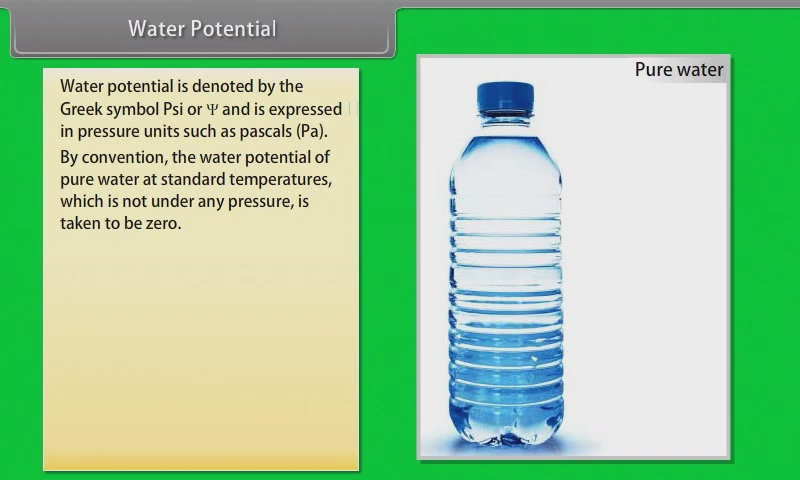 Water Potential
Water potential is denoted by the
Greek symbol Psi or Ψ and is expressed
in pressure units such as pascals (Pa).
By convention, the water potential of
pure water at standard temperatures,
which is not under any pressure, is
taken to be zero.
Pure water